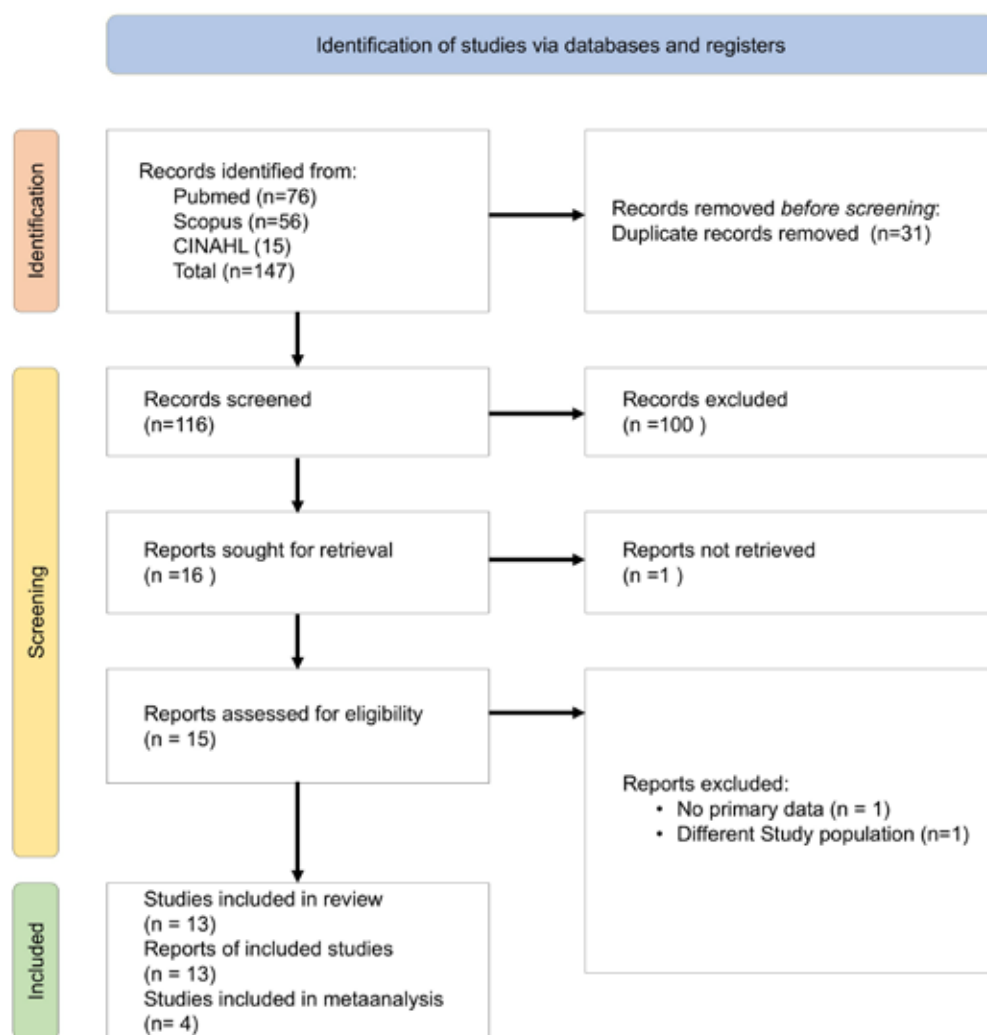 Identification of studies via databases and registers
Identification
Records identified from:
Pubmed (n=76)
Scopus (n=56)
CINAHL (15)
Total (n=147)
Records removed before screening:
Duplicate records removed (n=31)
Screening
Records screened
(n=116)
Records excluded
(n =100 )
Reports sought for retrieval
(n =16 )
Reports not retrieved
(n =1 )
Reports assessed for eligibility
(n = 15)
Reports excluded:
• No primary data (n = 1)
• Different Study population (n=1)
Included
Studies included in review
(n = 13)
Reports of included studies
(n = 13)
Studies included in metaanalysis
(n= 4)